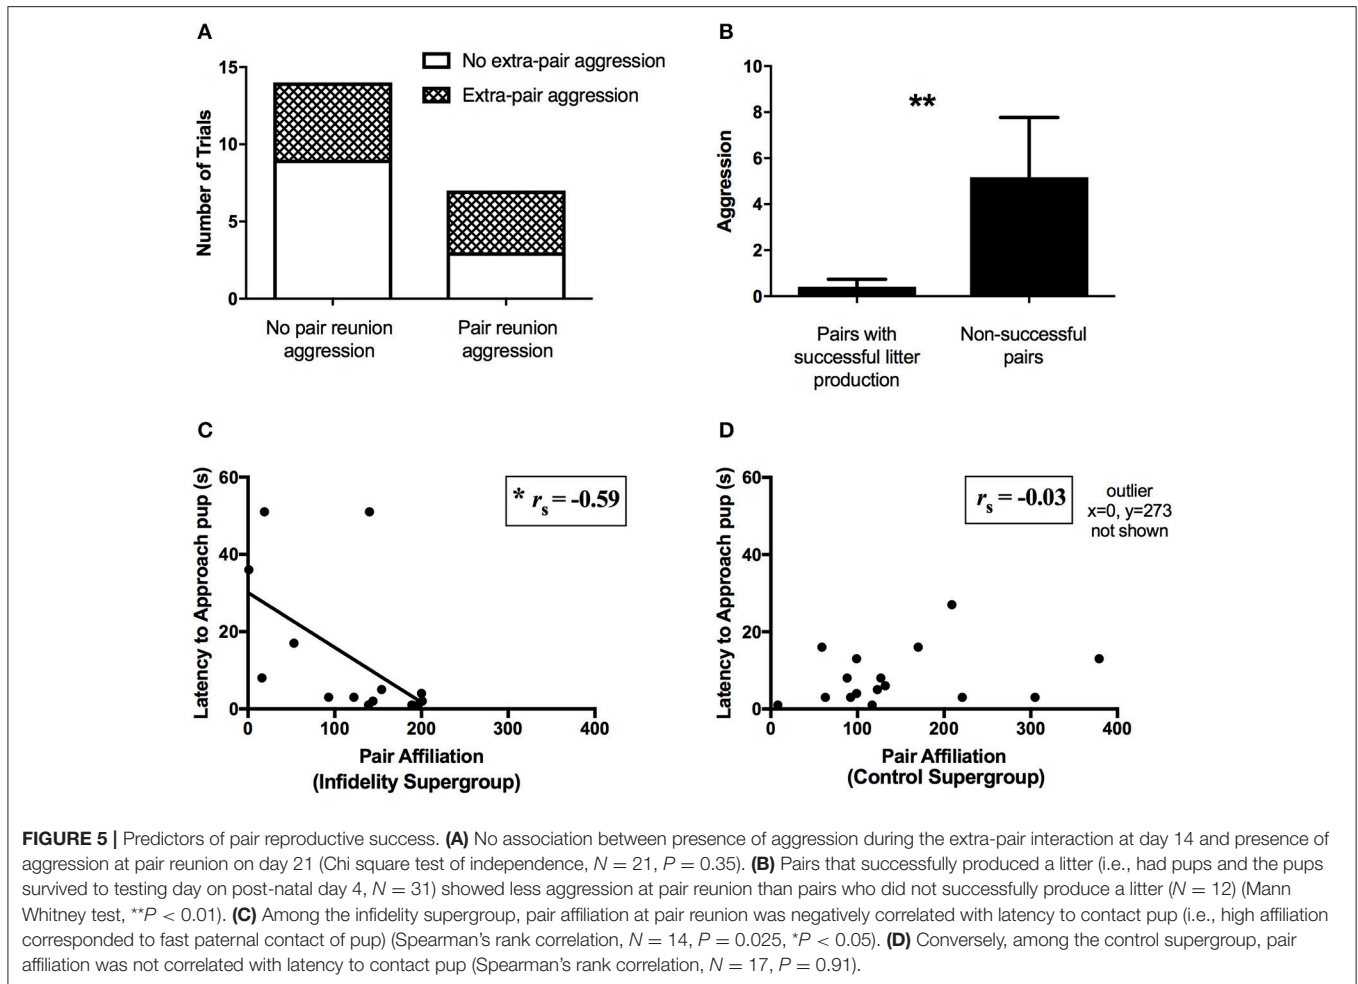 A
No extra-pair aggression
Extra-pair aggression
Number of Trials
15
10
5
0
No pair reunion
aggression
Pair reunion
aggression
B
**
Aggression
10
8
6
4
2
0
Pairs with
successful litter
production
Non-successful
pairs
C
Latency to Approach pup (s)
60
40
20
0
* rs = -0.59
0 100 200 300 400
Pair Affiliation
(Infidelity Supergroup)
D
Latency to Approach pup (s)
60
40
20
0
rs = -0.03
outlier
x=0, y=273
not shown
0 100 200 300 400
Pair Affiliation
(Control Supergroup)
FIGURE 5 | Predictors of pair reproductive success. (A) No association between presence of aggression during the extra-pair interaction at day 14 and presence of
aggression at pair reunion on day 21 (Chi square test of independence, N = 21, P = 0.35). (B) Pairs that successfully produced a litter (i.e., had pups and the pups
survived to testing day on post-natal day 4, N = 31) showed less aggression at pair reunion than pairs who did not successfully produce a litter (N = 12) (Mann
Whitney test, **P < 0.01). (C) Among the infidelity supergroup, pair affiliation at pair reunion was negatively correlated with latency to contact pup (i.e., high affiliation
corresponded to fast paternal contact of pup) (Spearman's rank correlation, N = 14, P = 0.025, *P < 0.05). (D) Conversely, among the control supergroup, pair
affiliation was not correlated with latency to contact pup (Spearman's rank correlation, N = 17, P = 0.91).